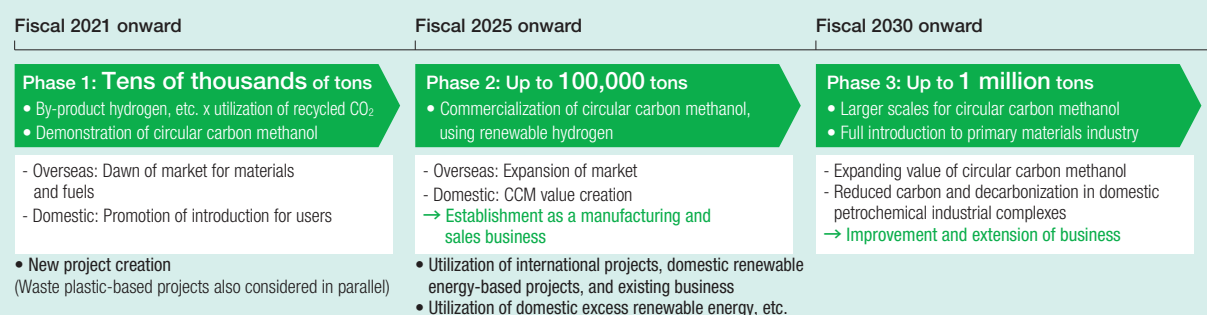 Fiscal 2021 onward
Fiscal 2025 onward
Fiscal 2030 onward
Phase 1: Tens of thousands of tons
• By-product hydrogen, etc. x utilization of recycled CO₂
• Demonstration of circular carbon methanol
- Overseas: Dawn of market for materials
and fuels
- Domestic: Promotion of introduction for users
• New project creation
(Waste plastic-based projects also considered in parallel)
Phase 2: Up to 100,000 tons
• Commercialization of circular carbon methanol,
using renewable hydrogen
- Overseas: Expansion of market
- Domestic: CCM value creation
→ Establishment as a manufacturing and
sales business
• Utilization of international projects, domestic renewable
energy-based projects, and existing business
• Utilization of domestic excess renewable energy, etc.
Phase 3: Up to 1 million tons
• Larger scales for circular carbon methanol
• Full introduction to primary materials industry
- Expanding value of circular carbon methanol
- Reduced carbon and decarbonization in domestic
petrochemical industrial complexes
→ Improvement and extension of business